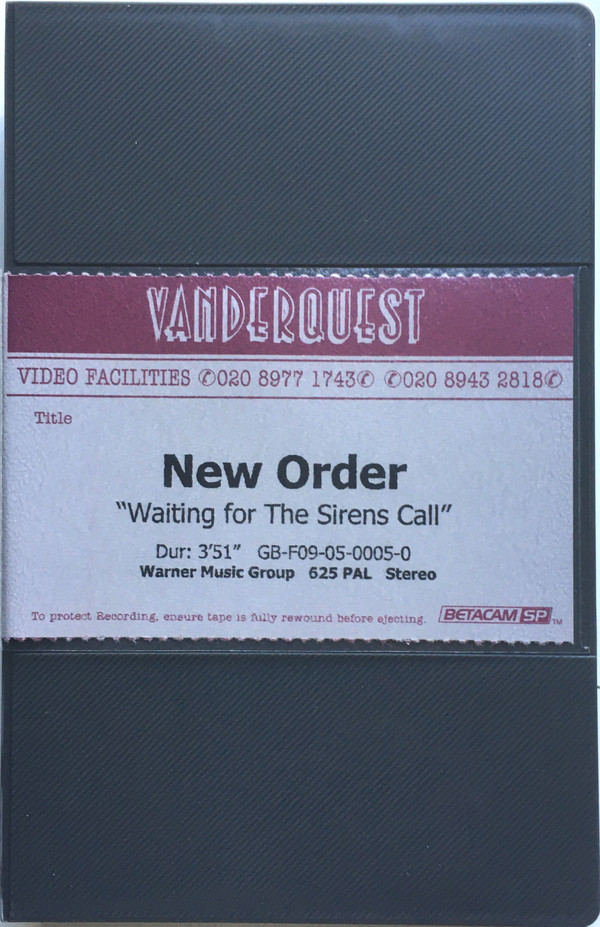 VANDERQUEST
VIDEO FACILITIES ✆020 8977 1743✆ ✆020 8943 2818✆
Title
New Order
“Waiting for The Sirens Call”
Dur: 3’51” GB-F09-05-0005-0
Warner Music Group 625 PAL Stereo
To protect Recording, ensure tape is fully rewound before ejecting. BETACAM SP™